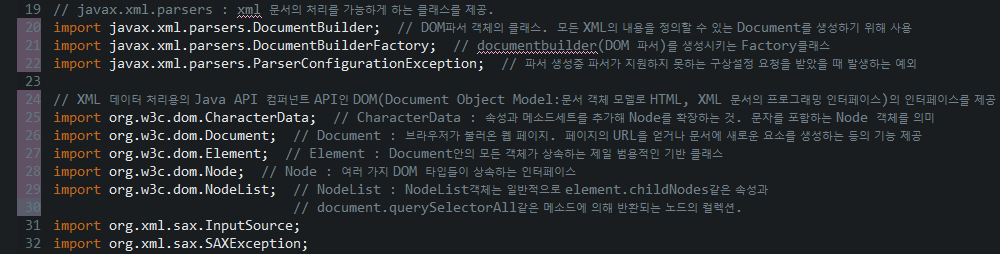 19 // javax.xml.parsers : xml 문서의 처리를 가능하게 하는 클래스를 제공.
20 import javax.xml.parsers.DocumentBuilder; // DOM파서 객체의 클래스. 모든 XML의 내용을 정의할 수 있는 Document를 생성하기 위해 사용
21 import javax.xml.parsers.DocumentBuilderFactory; // documentbuilder(DOM 파서)를 생성시키는 Factory클래스
22 import javax.xml.parsers.ParserConfigurationException; // 파서 생성중 파서가 지원하지 못하는 구상설정 요청을 받았을 때 발생하는 예외
23
24 // XML 데이터 처리용의 Java API 컴퍼넌트 API인 DOM(Document Object Model:문서 객체 모델로 HTML, XML 문서의 프로그래밍 인터페이스)의 인터페이스를 제공
25 import org.w3c.dom.CharacterData; // CharacterData : 속성과 메소드세트를 추가해 Node를 확장하는 것. 문자를 포함하는 Node 객체를 의미
26 import org.w3c.dom.Document; // Document : 브라우저가 불러온 웹 페이지. 페이지의 URL을 얻거나 문서에 새로운 요소를 생성하는 등의 기능 제공
27 import org.w3c.dom.Element; // Element : Document안의 모든 객체가 상속하는 제일 범용적인 기반 클래스
28 import org.w3c.dom.Node; // Node : 여러 가지 DOM 타입들이 상속하는 인터페이스
29 import org.w3c.dom.NodeList; // NodeList : NodeList객체는 일반적으로 element.childNodes같은 속성과
30 // document.querySelectorAll같은 메소드에 의해 반환되는 노드의 컬렉션.
31 import org.xml.sax.InputSource;
32 import org.xml.sax.SAXException;